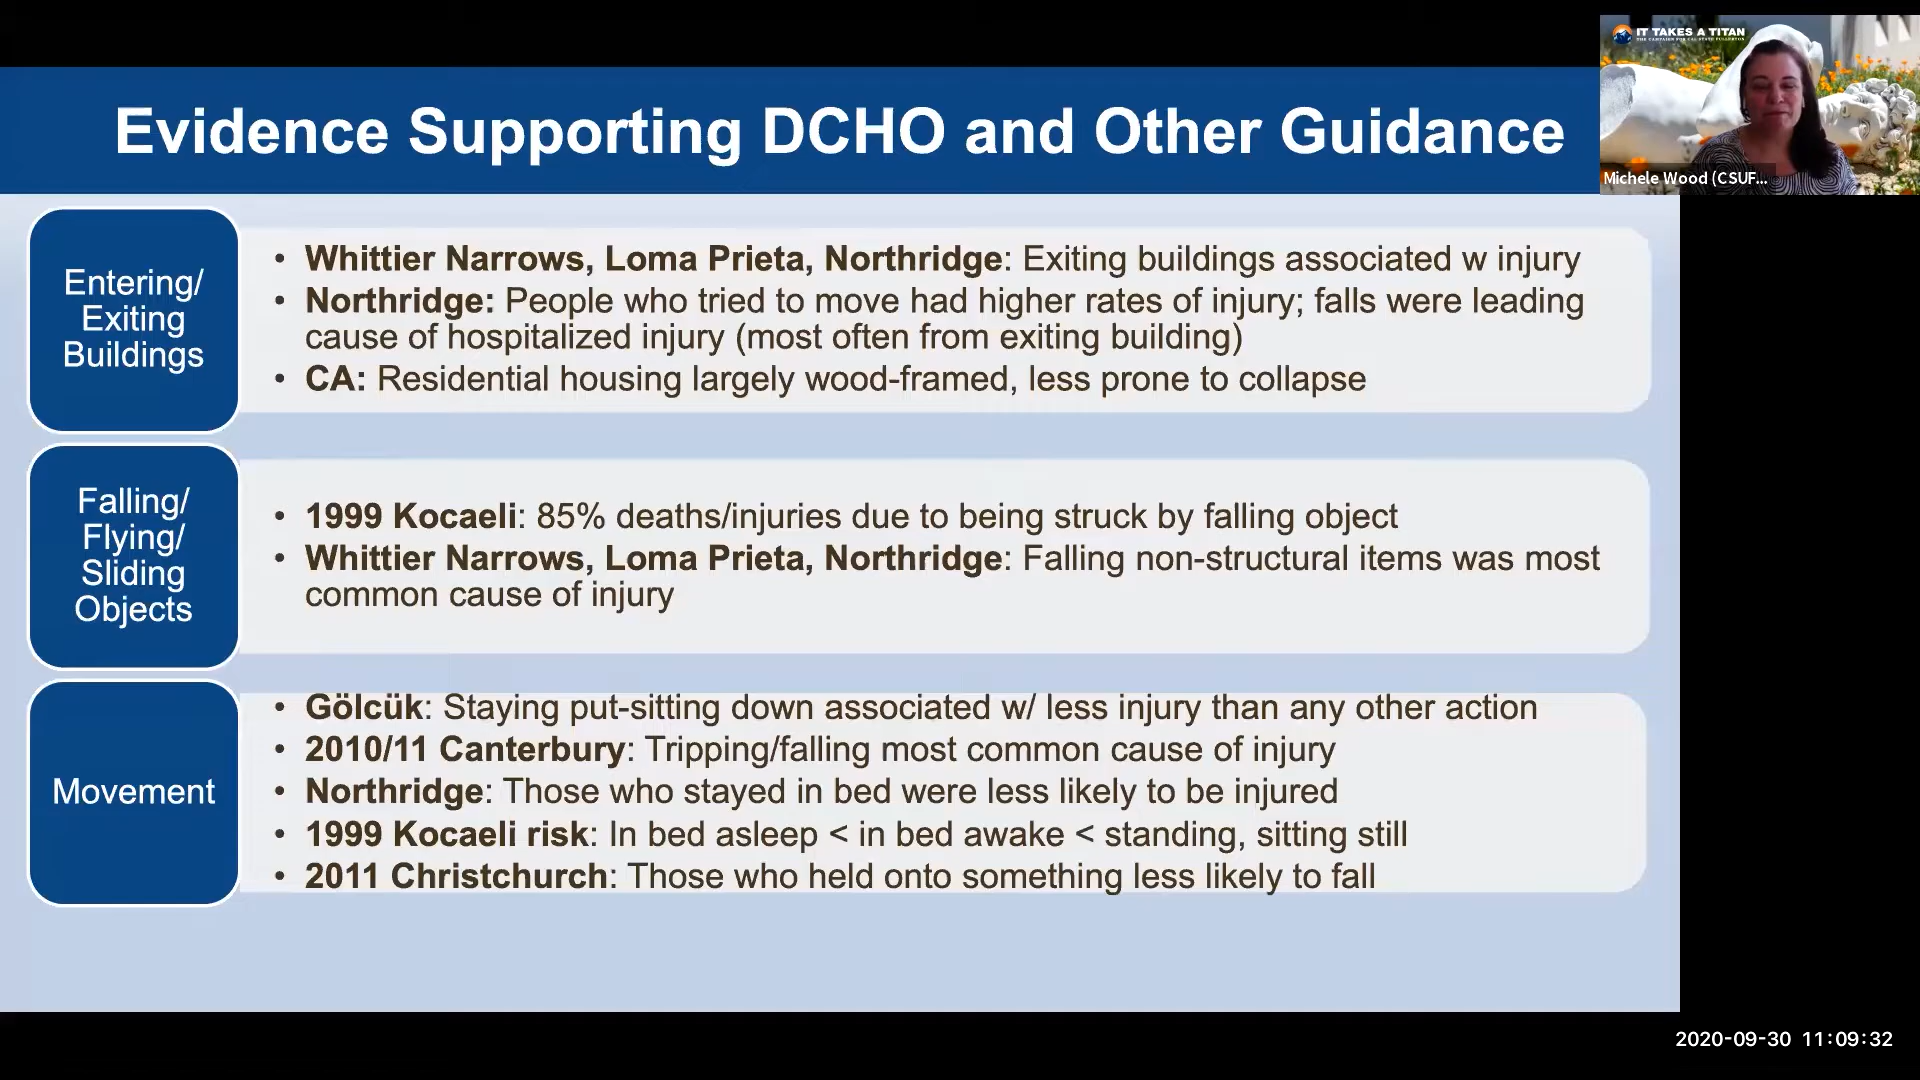 IT TAKES A TITAN
THE CAMPAIGN FOR CAL STATE FULLERTON
Michele Wood (CSUF...
Evidence Supporting DCHO and Other Guidance
Entering/
Exiting
Buildings
• Whittier Narrows, Loma Prieta, Northridge: Exiting buildings associated w injury
• Northridge: People who tried to move had higher rates of injury; falls were leading
cause of hospitalized injury (most often from exiting building)
• CA: Residential housing largely wood-framed, less prone to collapse
Falling/
Flying/
Sliding
Objects
• 1999 Kocaeli: 85% deaths/injuries due to being struck by falling object
• Whittier Narrows, Loma Prieta, Northridge: Falling non-structural items was most
common cause of injury
Movement
• Gölcük: Staying put-sitting down associated w/ less injury than any other action
• 2010/11 Canterbury: Tripping/falling most common cause of injury
• Northridge: Those who stayed in bed were less likely to be injured
• 1999 Kocaeli risk: In bed asleep < in bed awake < standing, sitting still
• 2011 Christchurch: Those who held onto something less likely to fall
2020-09-30 11:09:32